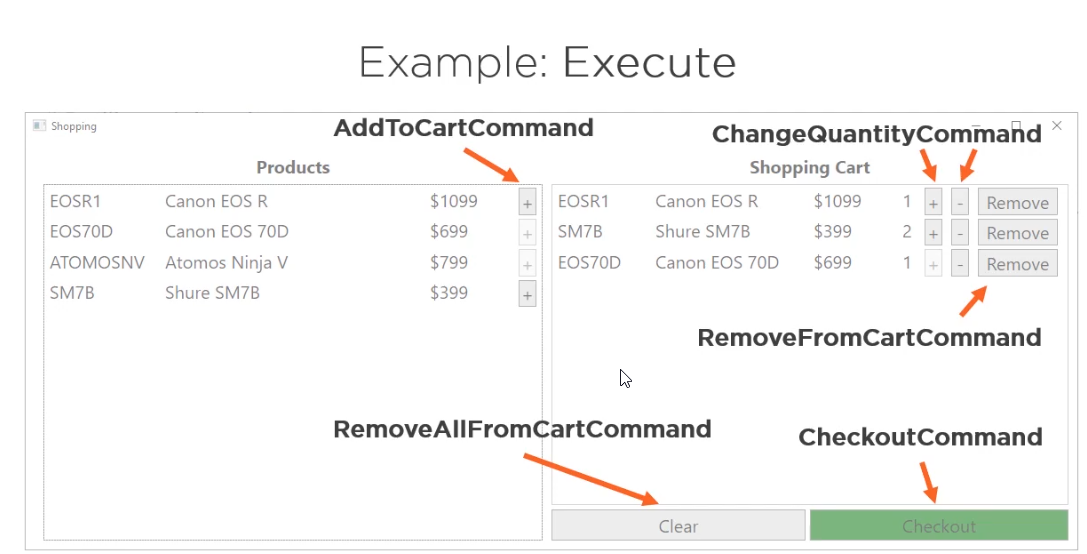 Example: Execute
Shopping
AddToCartCommand
ChangeQuantityCommand
Products
EOSR1 Canon EOS R $1099 +
EOS70D Canon EOS 70D $699 +
ATOMOSNV Atomos Ninja V $799 +
SM7B Shure SM7B $399 +
Shopping Cart
EOSR1 Canon EOS R $1099 1 + - Remove
SM7B Shure SM7B $399 2 + - Remove
EOS70D Canon EOS 70D $699 1 + - Remove
RemoveFromCartCommand
RemoveAllFromCartCommand
CheckoutCommand
Clear
Checkout